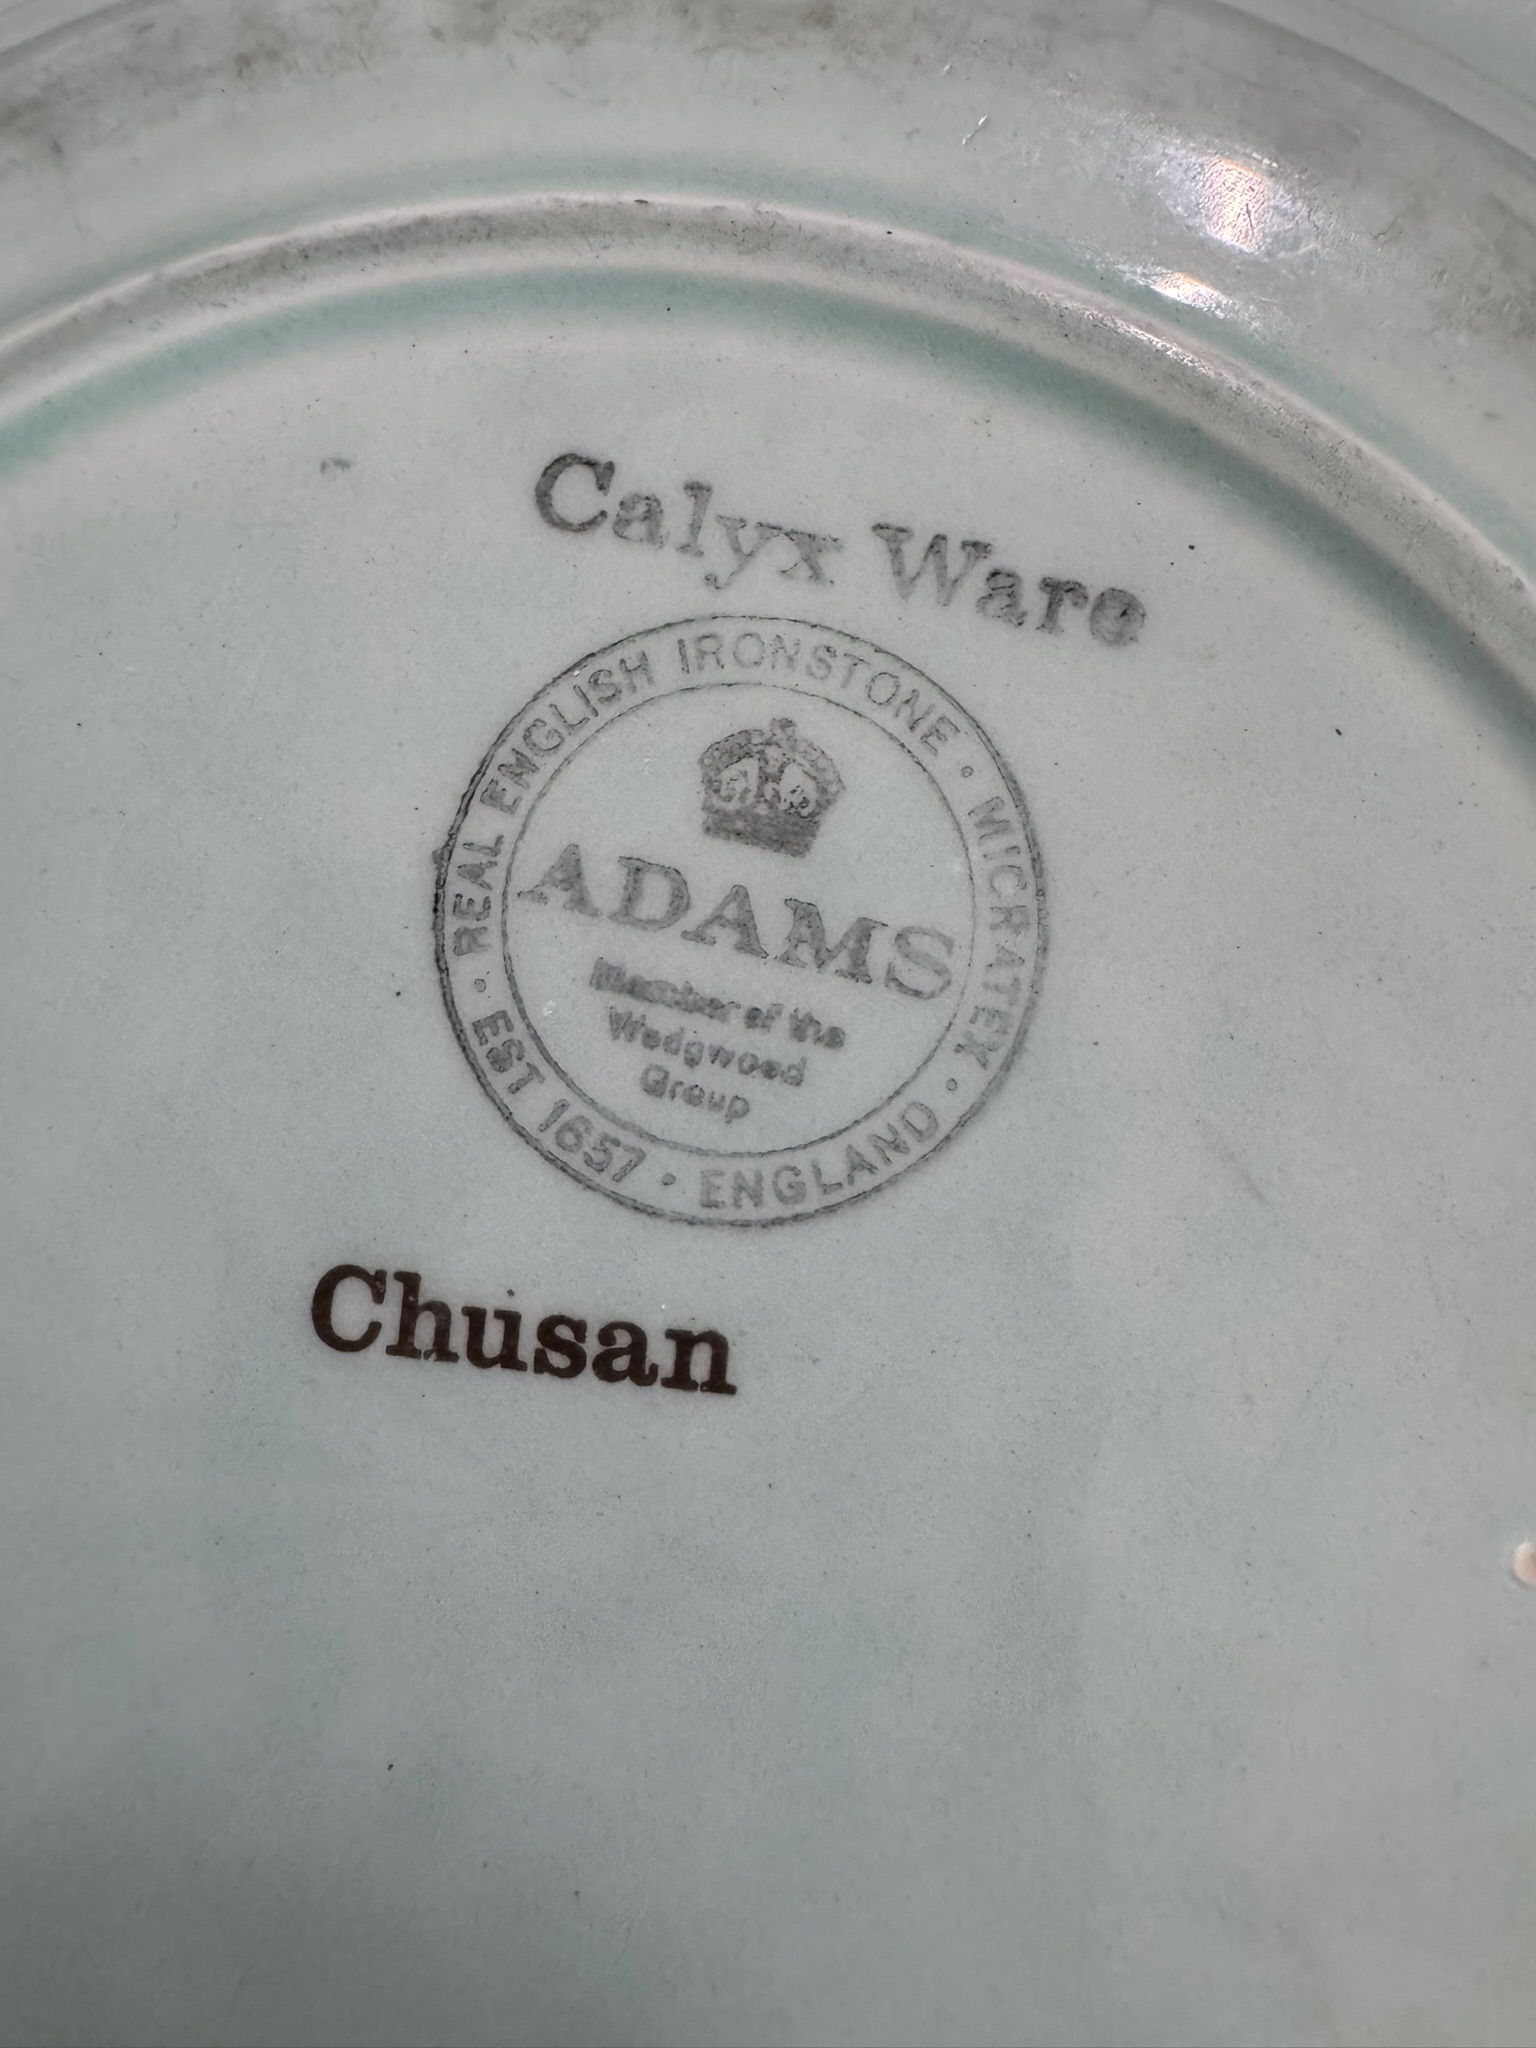 Calyx Ware
REAL ENGLISH IRONSTONE · MICRATEX · ENGLAND · EST 1657 ·
ADAMS
Member of the
Wedgwood
Group
Chusan